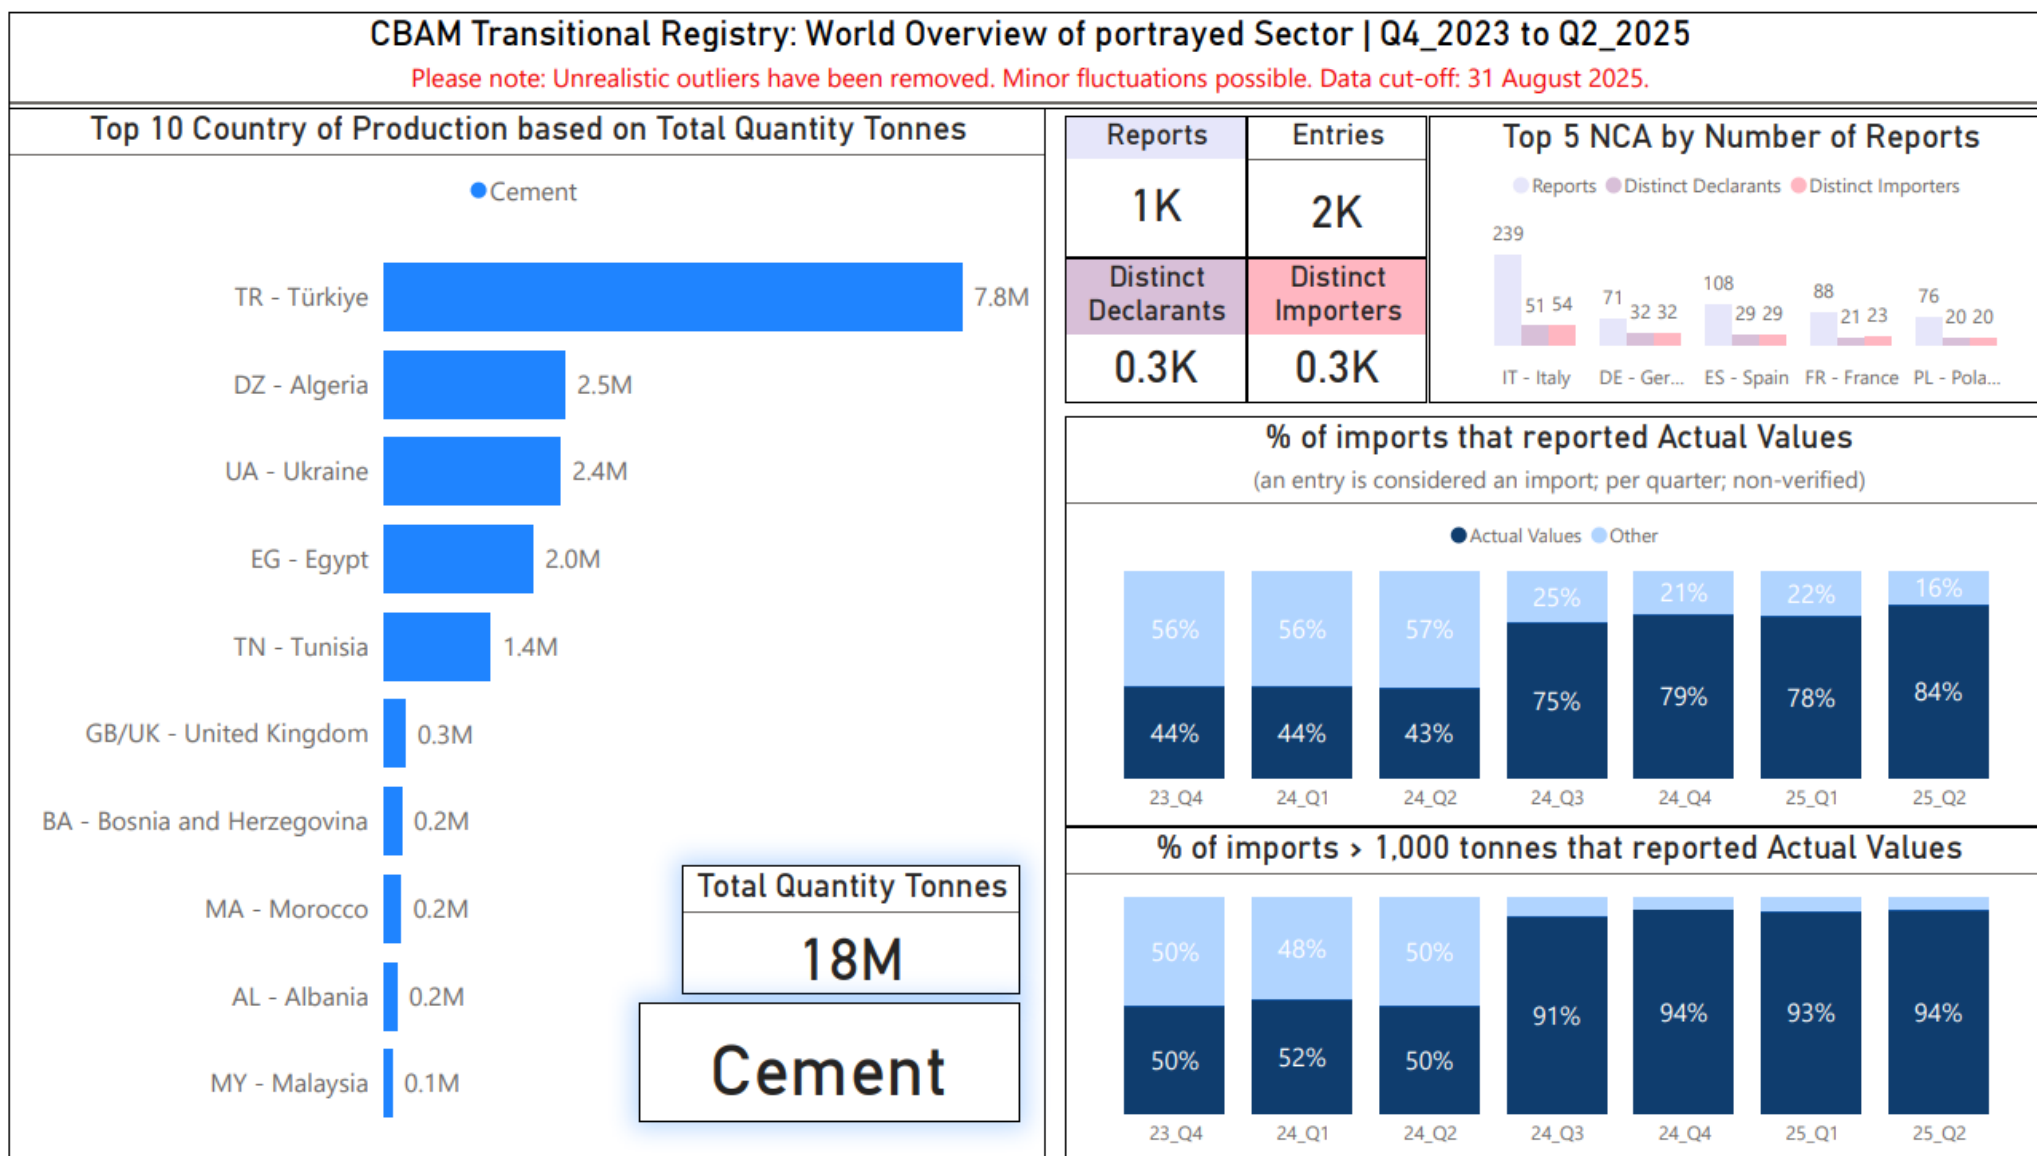 CBAM Transitional Registry: World Overview of portrayed Sector | Q4_2023 to Q2_2025
Please note: Unrealistic outliers have been removed. Minor fluctuations possible. Data cut-off: 31 August 2025.
Top 10 Country of Production based on Total Quantity Tonnes
Cement
TR - Türkiye 7.8M
DZ - Algeria 2.5M
UA - Ukraine 2.4M
EG - Egypt 2.0M
TN - Tunisia 1.4M
GB/UK - United Kingdom 0.3M
BA - Bosnia and Herzegovina 0.2M
MA - Morocco 0.2M
AL - Albania 0.2M
MY - Malaysia 0.1M
Total Quantity Tonnes
18M
Cement
Reports
1K
Entries
2K
Distinct
Declarants
0.3K
Distinct
Importers
0.3K
Top 5 NCA by Number of Reports
Reports Distinct Declarants Distinct Importers
239 51 54 71 32 32 108 29 29 88 21 23 76 20 20
IT - Italy DE - Ger... ES - Spain FR - France PL - Pola...
% of imports that reported Actual Values
(an entry is considered an import; per quarter; non-verified)
Actual Values Other
56% 56% 57% 25% 21% 22% 16%
44% 44% 43% 75% 79% 78% 84%
23_Q4 24_Q1 24_Q2 24_Q3 24_Q4 25_Q1 25_Q2
% of imports > 1,000 tonnes that reported Actual Values
50% 48% 50%
50% 52% 50% 91% 94% 93% 94%
23_Q4 24_Q1 24_Q2 24_Q3 24_Q4 25_Q1 25_Q2